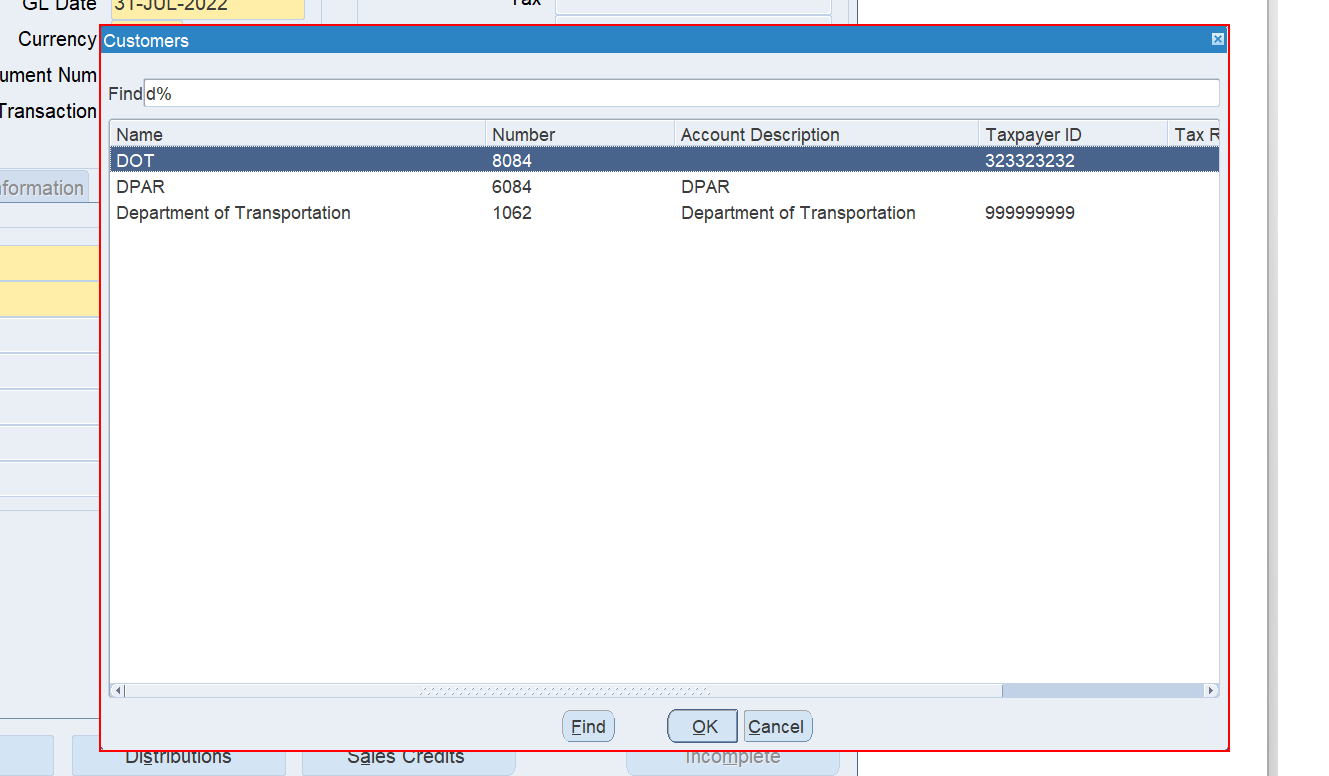 GL Date 31-JUL-2022 Tax
Currency
ument Num
Transaction
nformation
Customers
Find d%
Name Number Account Description Taxpayer ID Tax R
DOT 8084 323323232
DPAR 6084 DPAR
Department of Transportation 1062 Department of Transportation 999999999
Find OK Cancel
Distributions Sales Credits Incomplete